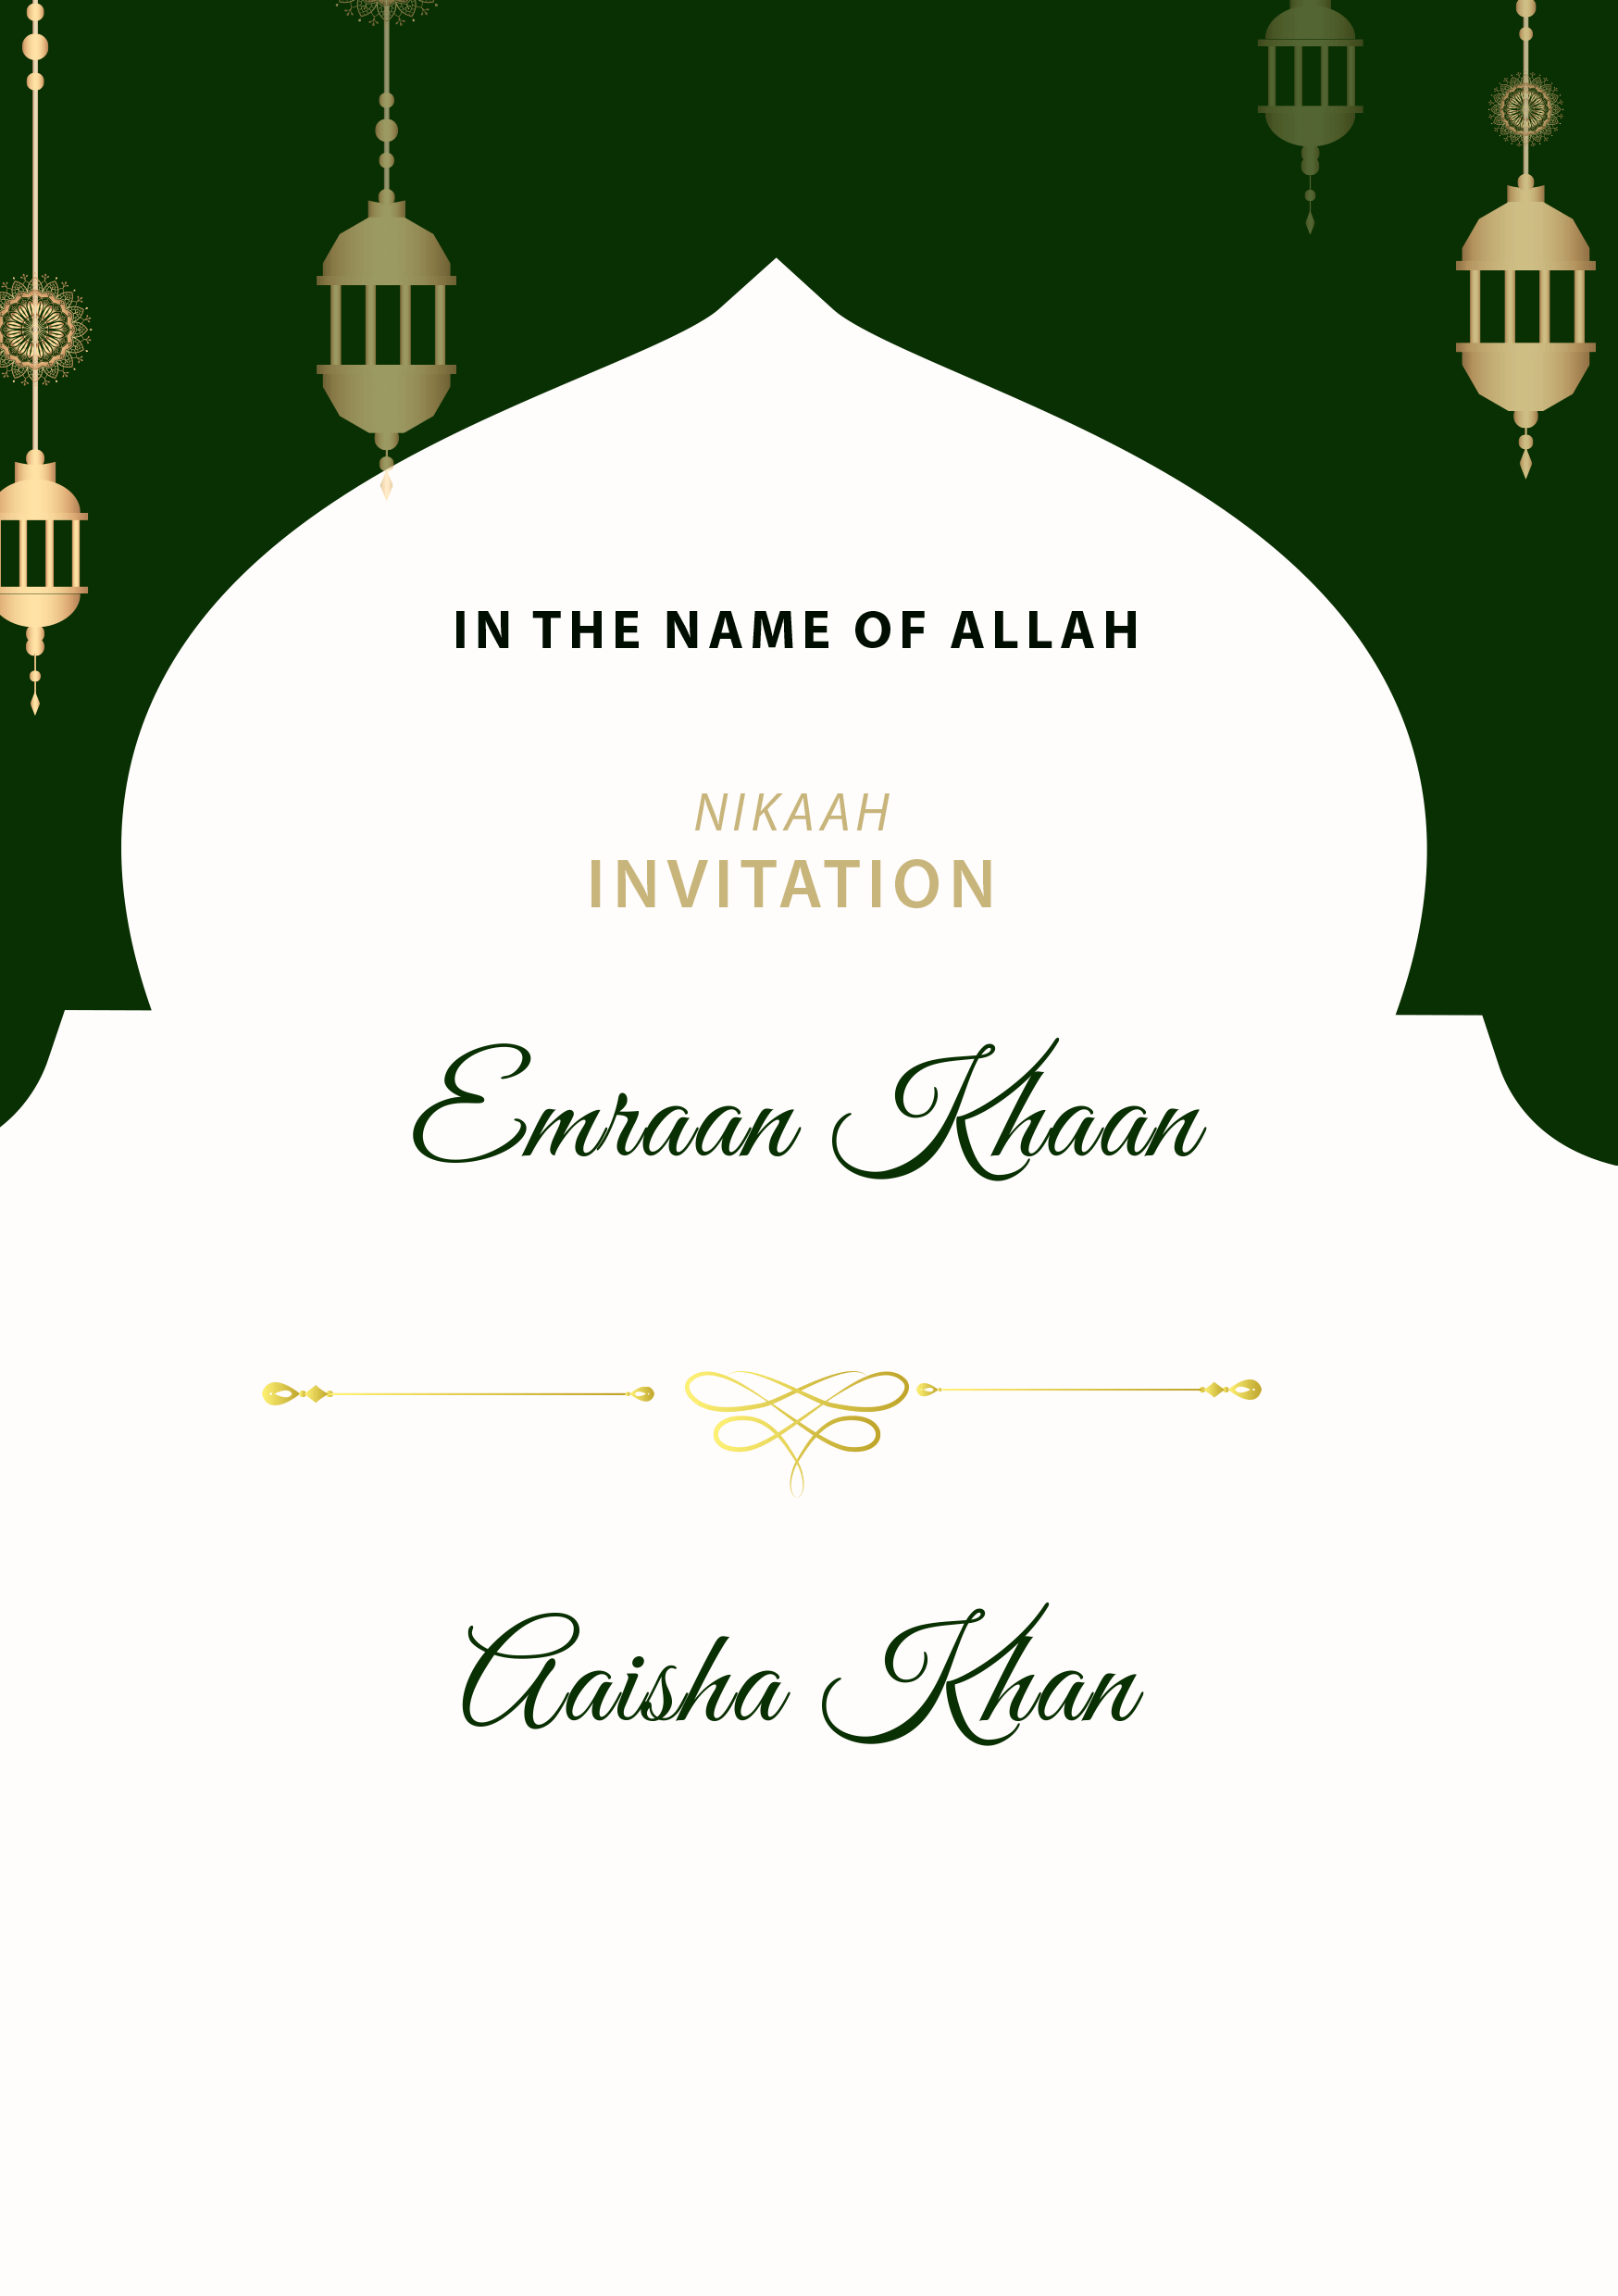 IN THE NAME OF ALLAH
NIKAAH
INVITATION
Emraan Khaan
Aaisha Khan